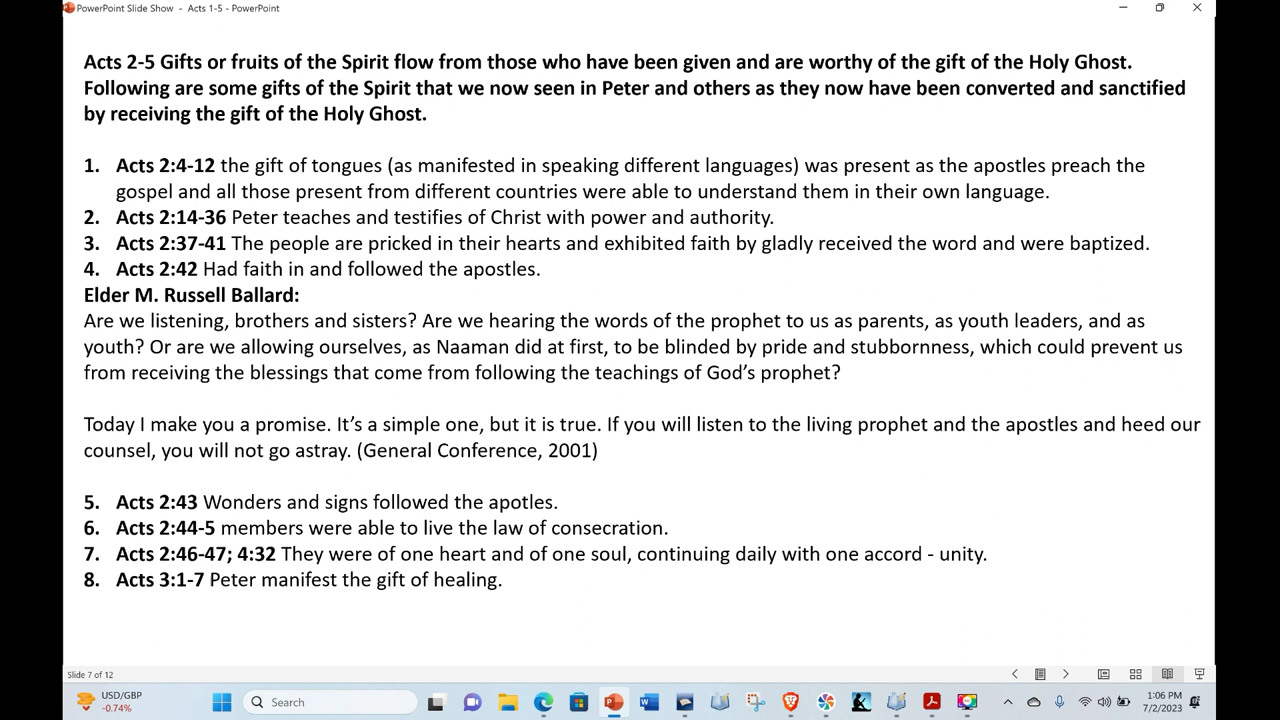 PowerPoint Slide Show - Acts 1-5 - PowerPoint
Acts 2-5 Gifts or fruits of the Spirit flow from those who have been given and are worthy of the gift of the Holy Ghost.
Following are some gifts of the Spirit that we now seen in Peter and others as they now have been converted and sanctified
by receiving the gift of the Holy Ghost.
1. Acts 2:4-12 the gift of tongues (as manifested in speaking different languages) was present as the apostles preach the
gospel and all those present from different countries were able to understand them in their own language.
2. Acts 2:14-36 Peter teaches and testifies of Christ with power and authority.
3. Acts 2:37-41 The people are pricked in their hearts and exhibited faith by gladly received the word and were baptized.
4. Acts 2:42 Had faith in and followed the apostles.
Elder M. Russell Ballard:
Are we listening, brothers and sisters? Are we hearing the words of the prophet to us as parents, as youth leaders, and as
youth? Or are we allowing ourselves, as Naaman did at first, to be blinded by pride and stubbornness, which could prevent us
from receiving the blessings that come from following the teachings of God's prophet?
Today I make you a promise. It's a simple one, but it is true. If you will listen to the living prophet and the apostles and heed our
counsel, you will not go astray. (General Conference, 2001)
5. Acts 2:43 Wonders and signs followed the apotles.
6. Acts 2:44-5 members were able to live the law of consecration.
7. Acts 2:46-47; 4:32 They were of one heart and of one soul, continuing daily with one accord - unity.
8. Acts 3:1-7 Peter manifest the gift of healing.
Slide 7 of 12
USD/GBP
-0.74%
Search
1:06 PM
7/2/2023